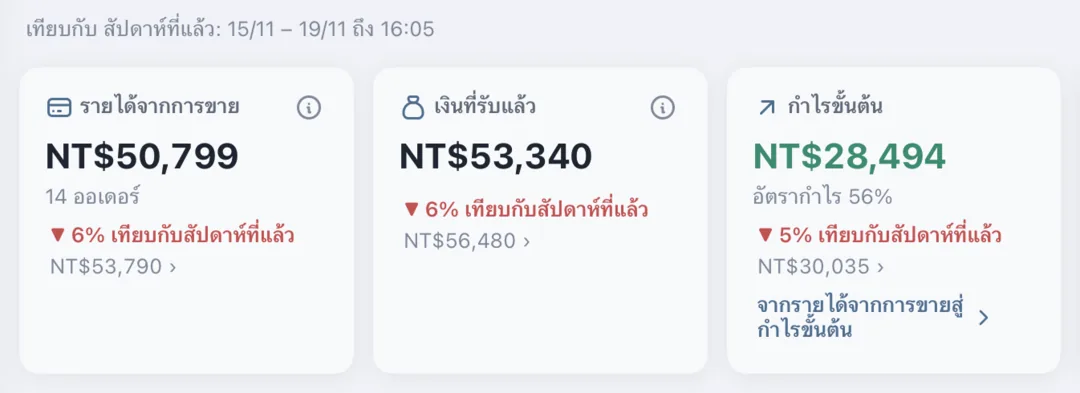 เทียบกับ สัปดาห์ที่แล้ว: 15/11 – 19/11 ถึง 16:05
รายได้จากการขาย
NT$50,799
14 ออเดอร์
▼ 6% เทียบกับสัปดาห์ที่แล้ว
NT$53,790 ›
เงินที่รับแล้ว
NT$53,340
▼ 6% เทียบกับสัปดาห์ที่แล้ว
NT$56,480 ›
กำไรขั้นต้น
NT$28,494
อัตรากำไร 56%
▼ 5% เทียบกับสัปดาห์ที่แล้ว
NT$30,035 ›
จากรายได้จากการขายสู่
กำไรขั้นต้น